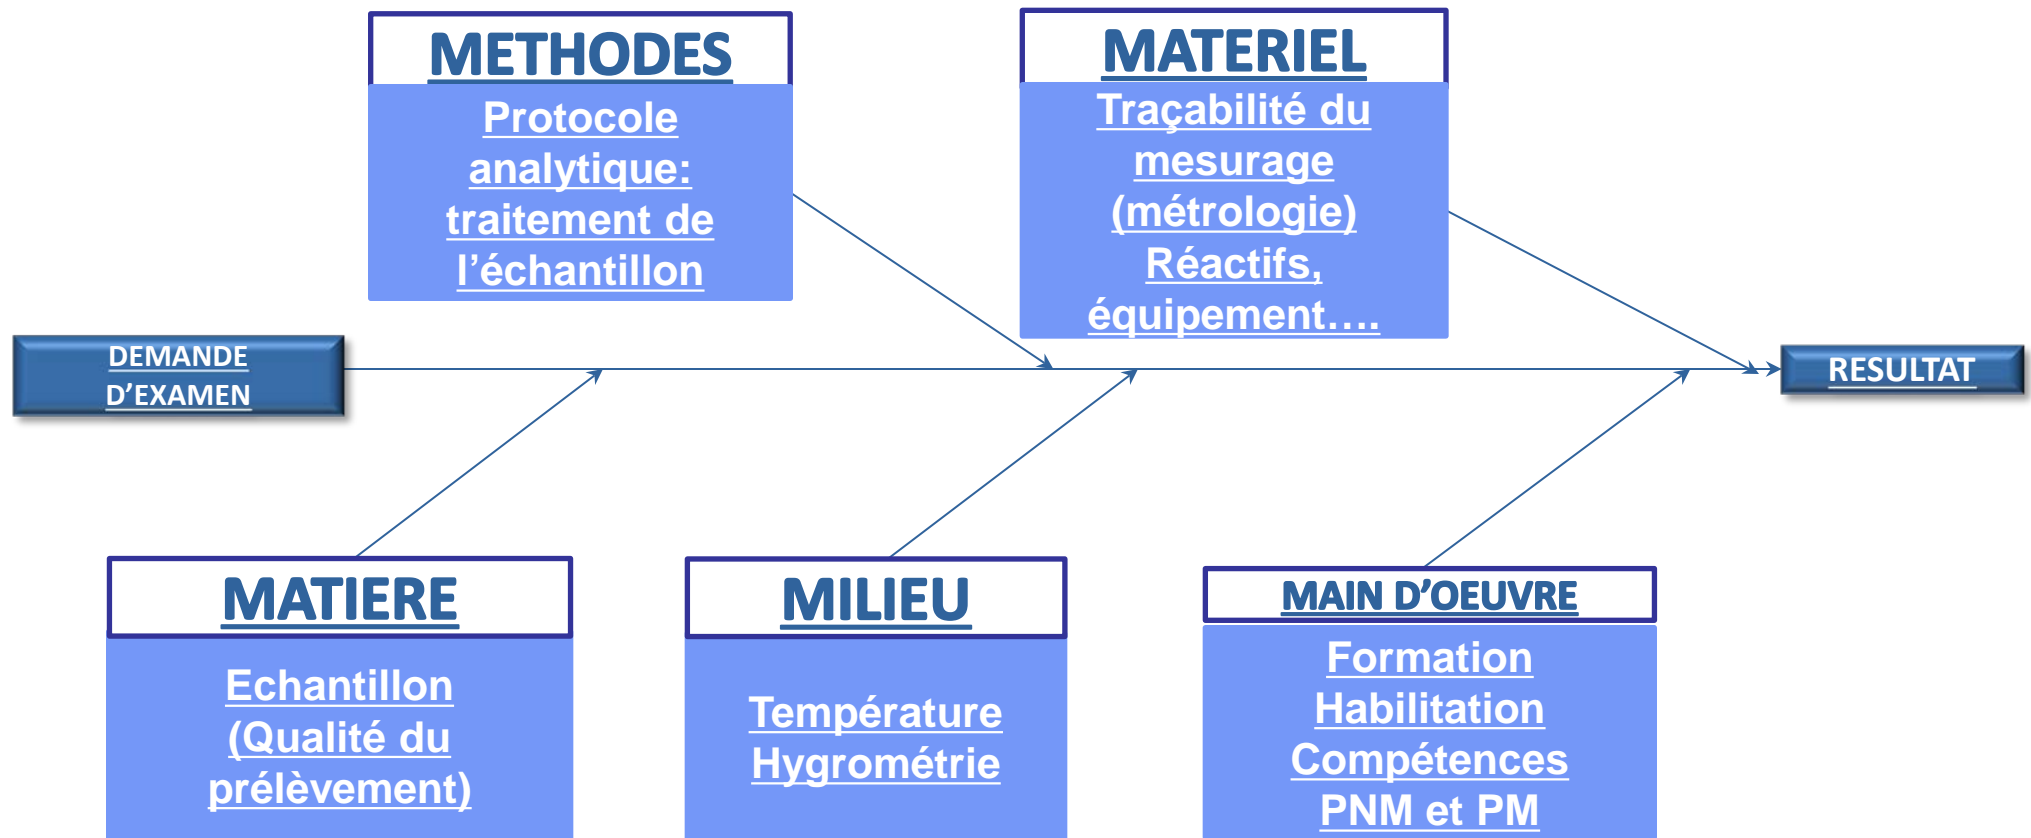 METHODES
Protocole
analytique:
traitement de
l’échantillon
MATERIEL
Traçabilité du
mesurage
(métrologie)
Réactifs,
équipement….
DEMANDE
D’EXAMEN
RESULTAT
MATIERE
Echantillon
(Qualité du
prélèvement)
MILIEU
Température
Hygrométrie
MAIN D’OEUVRE
Formation
Habilitation
Compétences
PNM et PM